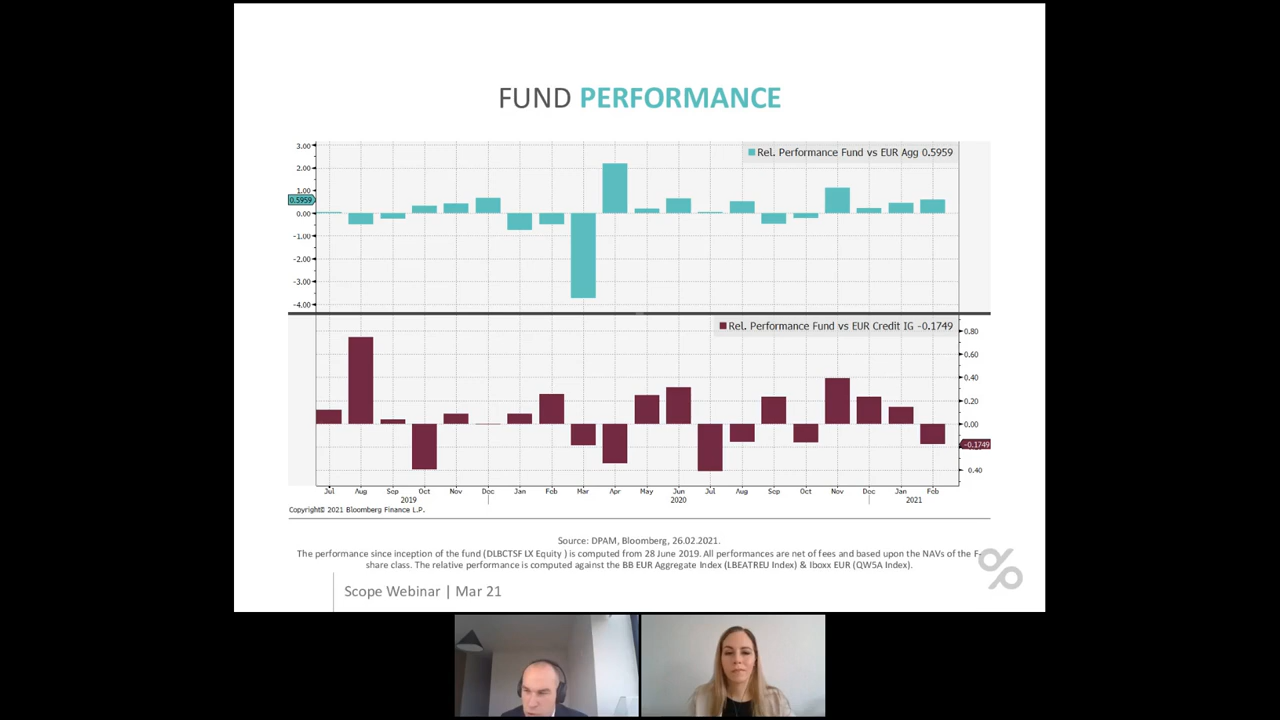 FUND PERFORMANCE
Rel. Performance Fund vs EUR Agg 0.5959
3.00
2.00
1.00
0.5959
0.00
-1.00
-2.00
-3.00
-4.00
Rel. Performance Fund vs EUR Credit IG -0.1749
0.80
0.60
0.40
0.20
0.00
-0.1749
0.40
Jul Aug Sep Oct Nov Dec Jan Feb Mar Apr May Jun Jul Aug Sep Oct Nov Dec Jan Feb
2019 2020 2021
Copyright© 2021 Bloomberg Finance L.P.
Source: DPAM, Bloomberg, 26.02.2021.
The performance since inception of the fund (DLBCTSF LX Equity ) is computed from 28 June 2019. All performances are net of fees and based upon the NAVs of the F-
share class. The relative performance is computed against the BB EUR Aggregate Index (LBEATREU Index) & Iboxx EUR (QW5A Index).
Scope Webinar | Mar 21